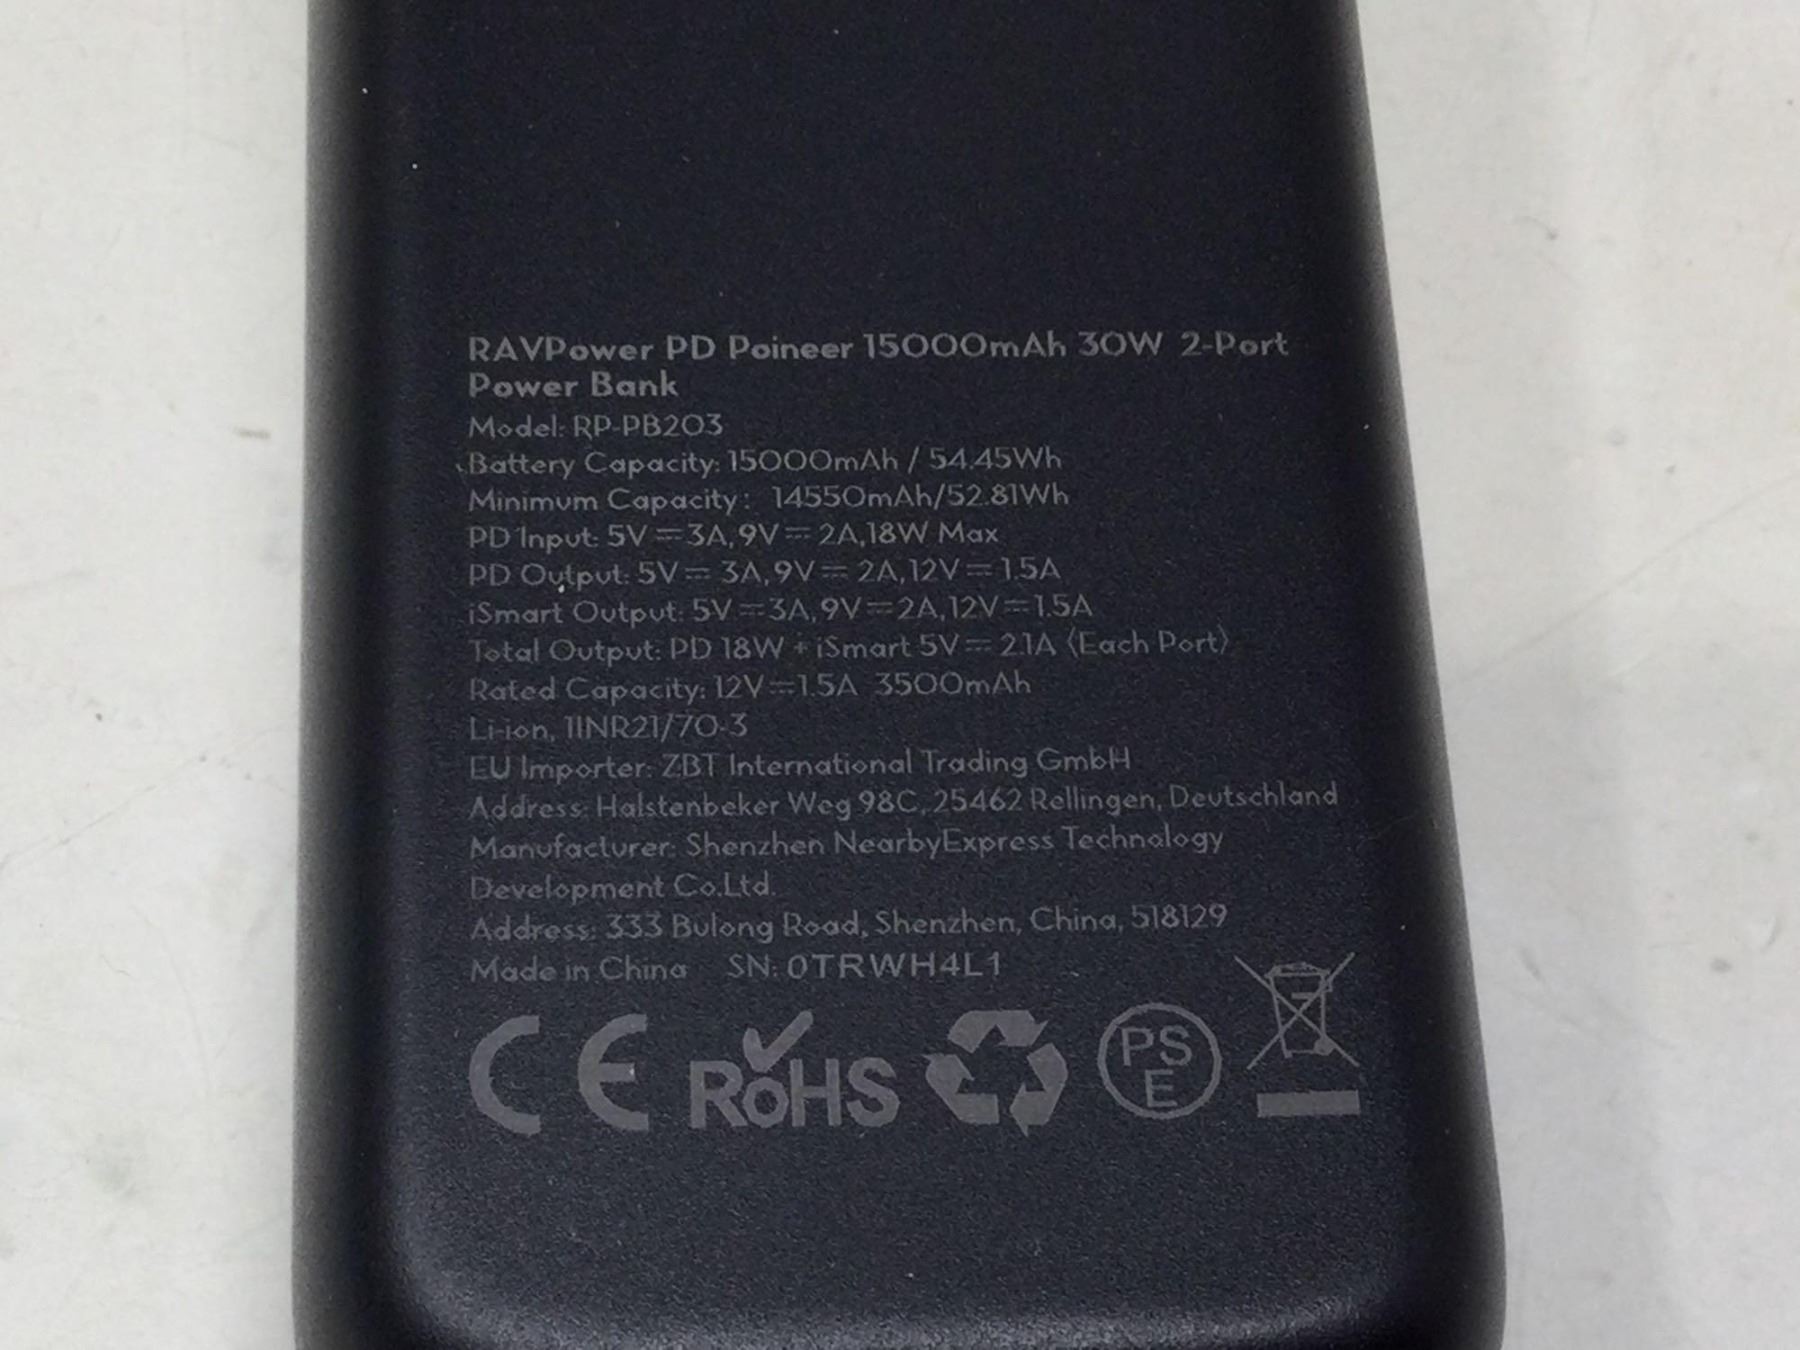 RAVPower PD Poineer 15000mAh 30W 2-Port
Power Bank
Model: RP-PB203
Battery Capacity: 15000mAh / 54.45Wh
Minimum Capacity: 14550mAh/52.81Wh
PD Input: 5V⎓3A,9V⎓2A,18W Max
PD Output: 5V⎓3A,9V⎓2A,12V⎓1.5A
iSmart Output: 5V⎓3A,9V⎓2A,12V⎓1.5A
Total Output: PD 18W + iSmart 5V⎓2.1A (Each Port)
Rated Capacity: 12V⎓1.5A 3500mAh
Li-ion, 1INR21/70-3
EU Importer: ZBT International Trading GmbH
Address: Halstenbeker Weg 98C, 25462 Rellingen, Deutschland
Manufacturer: Shenzhen NearbyExpress Technology
Development Co.Ltd.
Address: 333 Bulong Road, Shenzhen, China, 518129
Made in China SN: 0TRWH4L1
CE RoHS PSE